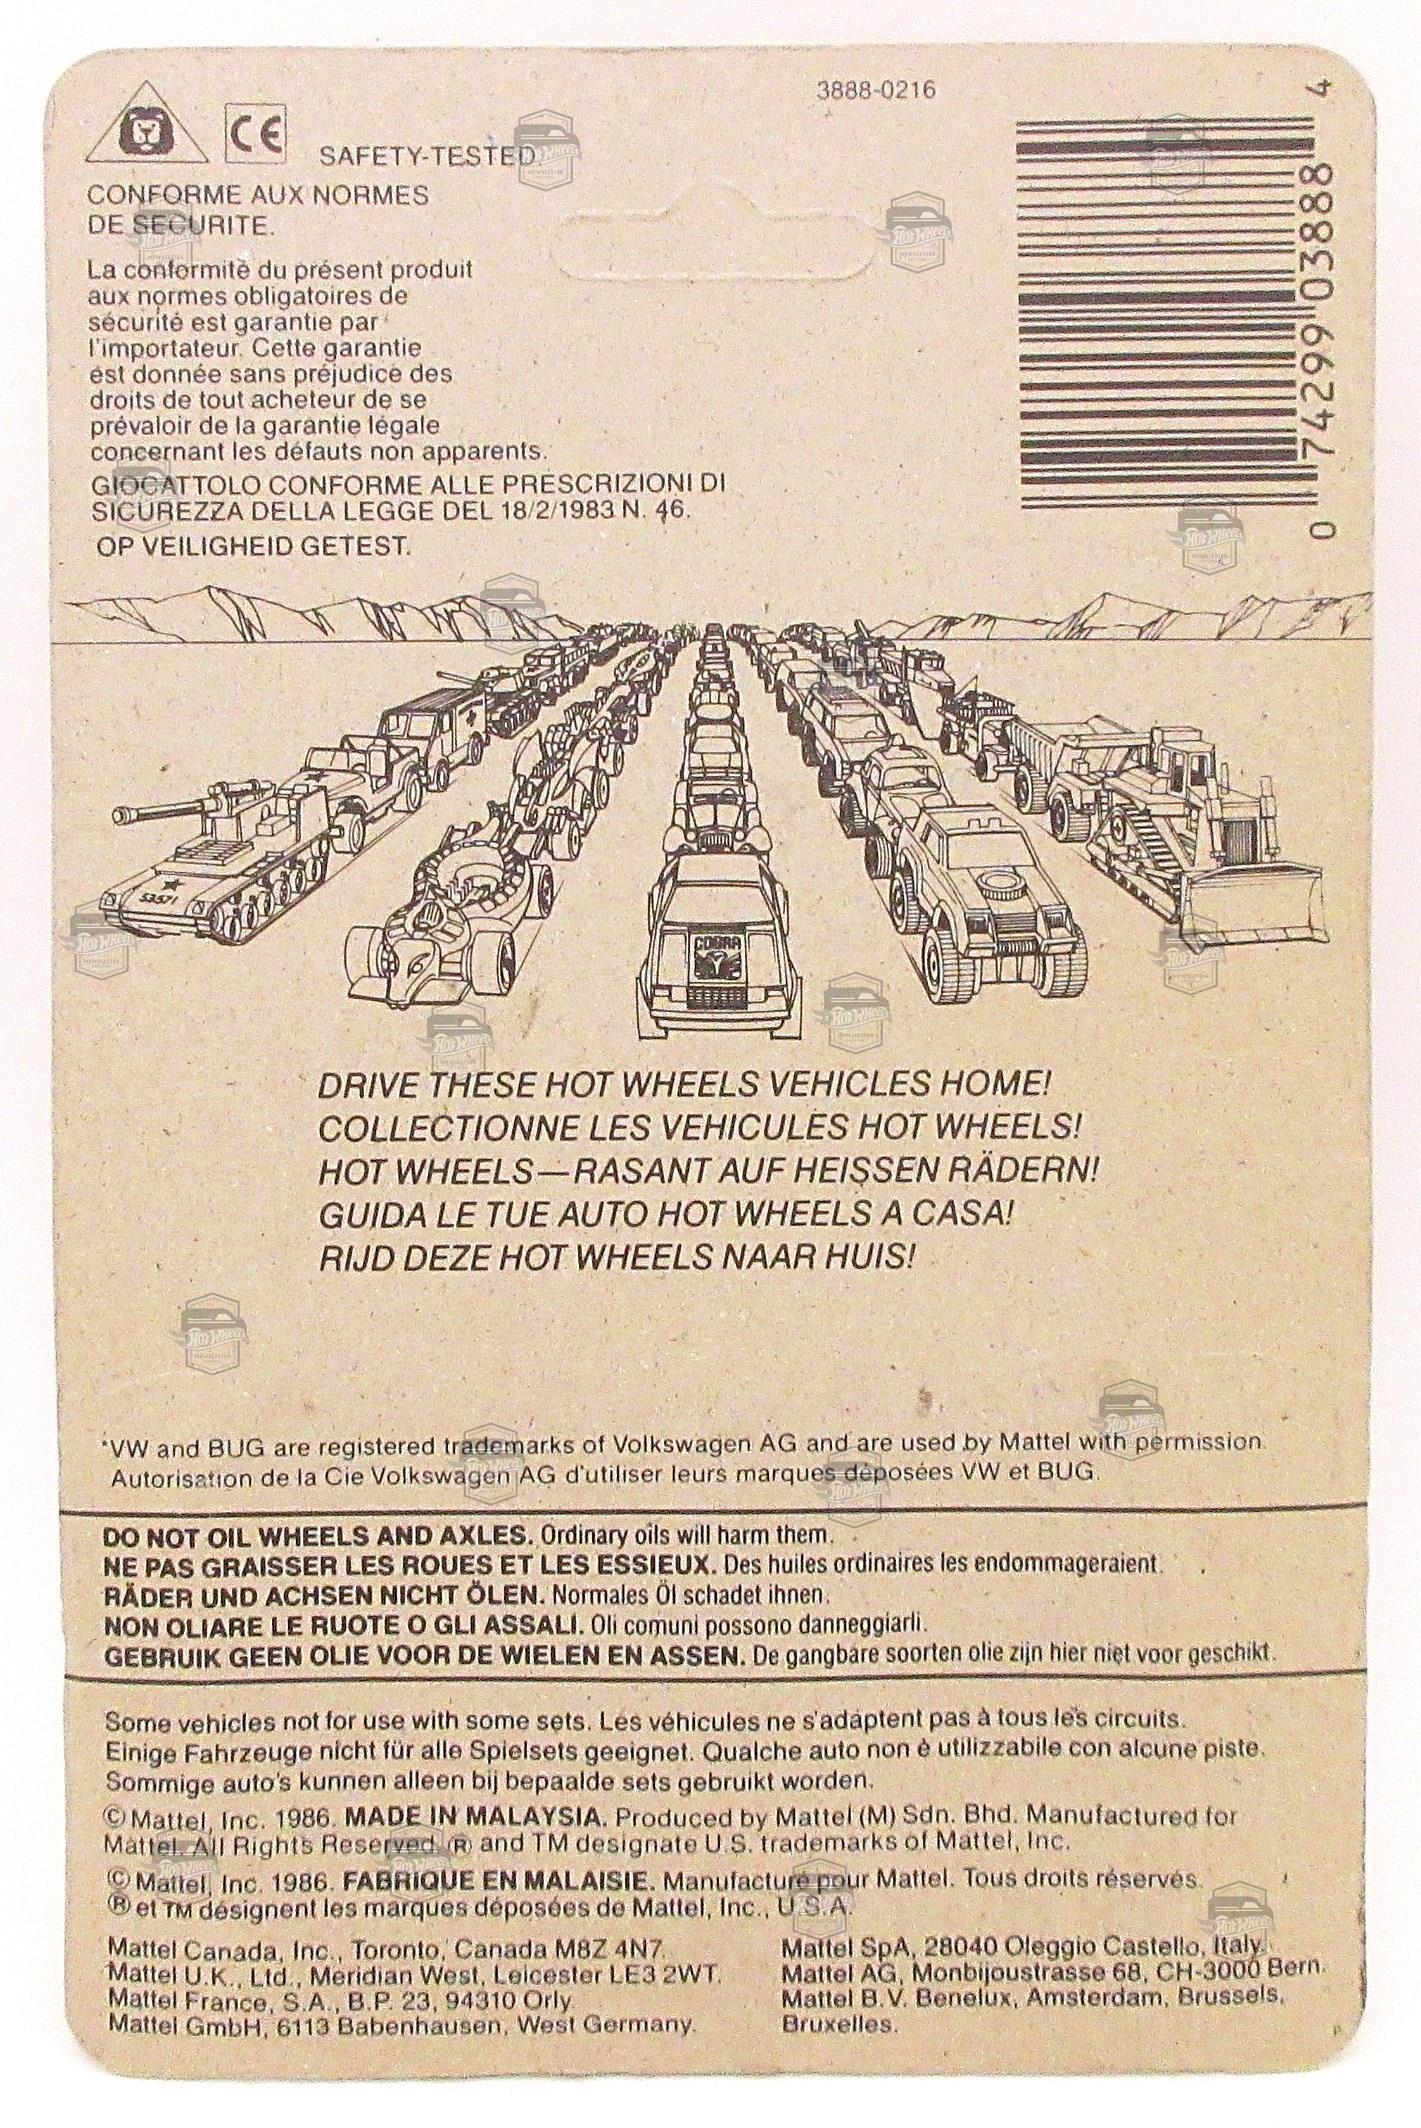 3888-0216
CE
SAFETY-TESTED
CONFORME AUX NORMES
DE SECURITE.
La conformité du présent produit
aux normes obligatoires de
sécurité est garantie par
l'importateur. Cette garantie
est donnée sans préjudice des
droits de tout acheteur de se
prévaloir de la garantie légale
concernant les défauts non apparents.
GIOCATTOLO CONFORME ALLE PRESCRIZIONI DI
SICUREZZA DELLA LEGGE DEL 18/2/1983 N. 46.
OP VEILIGHEID GETEST.
0 74299 03888 4
53571
6
COBRA
DRIVE THESE HOT WHEELS VEHICLES HOME!
COLLECTIONNE LES VEHICULES HOT WHEELS!
HOT WHEELS—RASANT AUF HEISSEN RÄDERN!
GUIDA LE TUE AUTO HOT WHEELS A CASA!
RIJD DEZE HOT WHEELS NAAR HUIS!
*VW and BUG are registered trademarks of Volkswagen AG and are used by Mattel with permission.
Autorisation de la Cie Volkswagen AG d'utiliser leurs marques déposées VW et BUG.
DO NOT OIL WHEELS AND AXLES. Ordinary oils will harm them.
NE PAS GRAISSER LES ROUES ET LES ESSIEUX. Des huiles ordinaires les endommageraient.
RÄDER UND ACHSEN NICHT ÖLEN. Normales Öl schadet ihnen.
NON OLIARE LE RUOTE O GLI ASSALI. Oli comuni possono danneggiarli.
GEBRUIK GEEN OLIE VOOR DE WIELEN EN ASSEN. De gangbare soorten olie zijn hier niet voor geschikt.
Some vehicles not for use with some sets. Les véhicules ne s'adaptent pas à tous les circuits.
Einige Fahrzeuge nicht für alle Spielsets geeignet. Qualche auto non è utilizzabile con alcune piste.
Sommige auto's kunnen alleen bij bepaalde sets gebruikt worden.
© Mattel, Inc. 1986. MADE IN MALAYSIA. Produced by Mattel (M) Sdn. Bhd. Manufactured for
Mattel. All Rights Reserved. ® and TM designate U.S. trademarks of Mattel, Inc.
© Mattel, Inc. 1986. FABRIQUE EN MALAISIE. Manufacturé pour Mattel. Tous droits réservés.
® et TM désignent les marques déposées de Mattel, Inc., U.S.A.
Mattel Canada, Inc., Toronto, Canada M8Z 4N7.
Mattel U.K., Ltd., Meridian West, Leicester LE3 2WT.
Mattel France, S.A., B.P. 23, 94310 Orly.
Mattel GmbH, 6113 Babenhausen, West Germany.
Mattel SpA, 28040 Oleggio Castello, Italy.
Mattel AG, Monbijoustrasse 68, CH-3000 Bern.
Mattel B.V. Benelux, Amsterdam, Brussels,
Bruxelles.